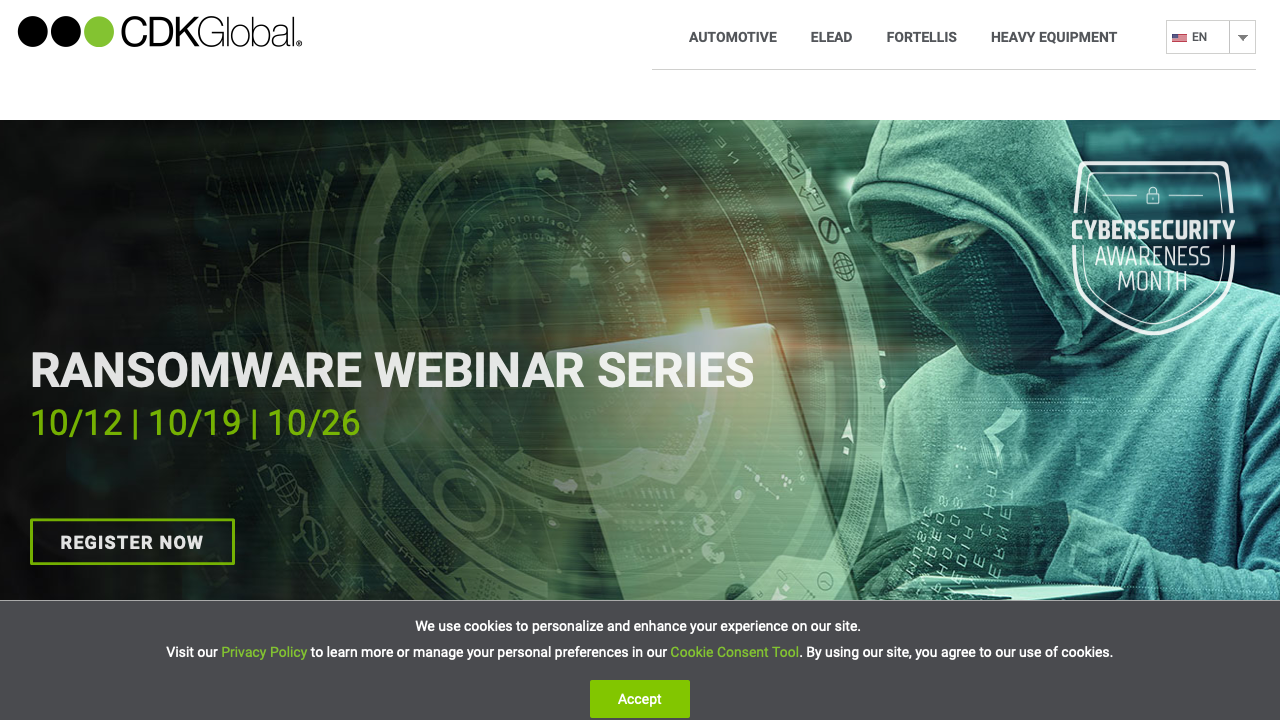 CDKGlobal®
AUTOMOTIVE ELEAD FORTELLIS HEAVY EQUIPMENT EN
CYBERSECURITY
AWARENESS
MONTH
RANSOMWARE WEBINAR SERIES
10/12 | 10/19 | 10/26
REGISTER NOW
We use cookies to personalize and enhance your experience on our site.
Visit our Privacy Policy to learn more or manage your personal preferences in our Cookie Consent Tool. By using our site, you agree to our use of cookies.
Accept